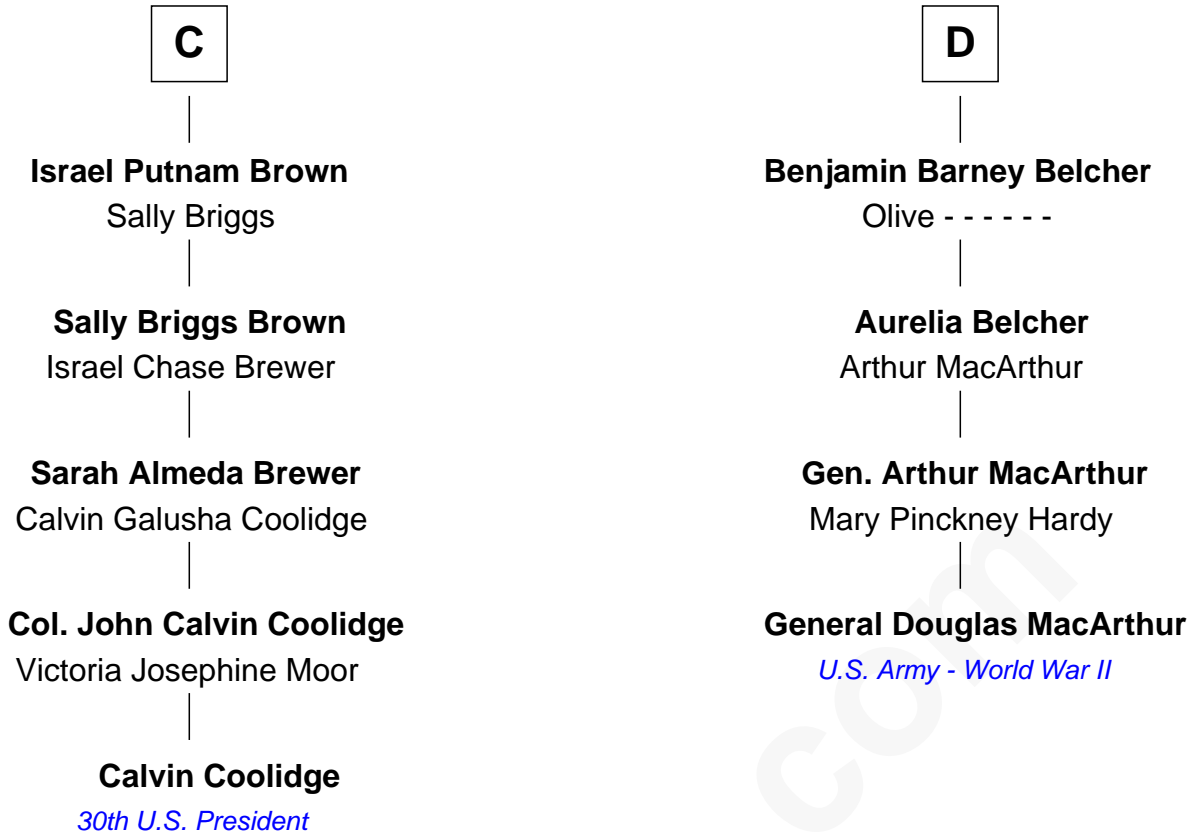 C
Israel Putnam Brown
Sally Briggs
Sally Briggs Brown
Israel Chase Brewer
Sarah Almeda Brewer
Calvin Galusha Coolidge
Col. John Calvin Coolidge
Victoria Josephine Moor
Calvin Coolidge
30th U.S. President
D
Benjamin Barney Belcher
Olive - - - - - -
Aurelia Belcher
Arthur MacArthur
Gen. Arthur MacArthur
Mary Pinckney Hardy
General Douglas MacArthur
U.S. Army - World War II
com